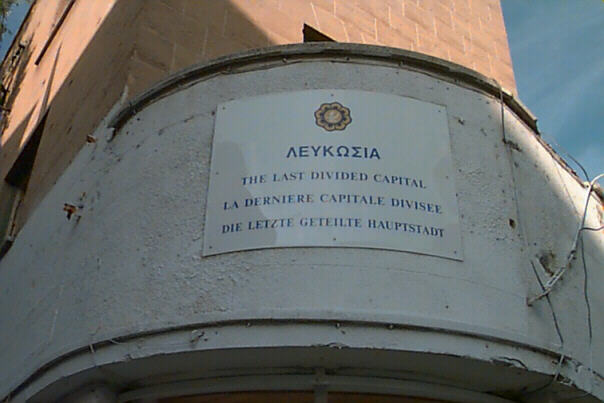 ΛΕΥΚΩΣΙΑ
THE LAST DIVIDED CAPITAL
LA DERNIERE CAPITALE DIVISEE
DIE LETZTE GETEILTE HAUPTSTADT